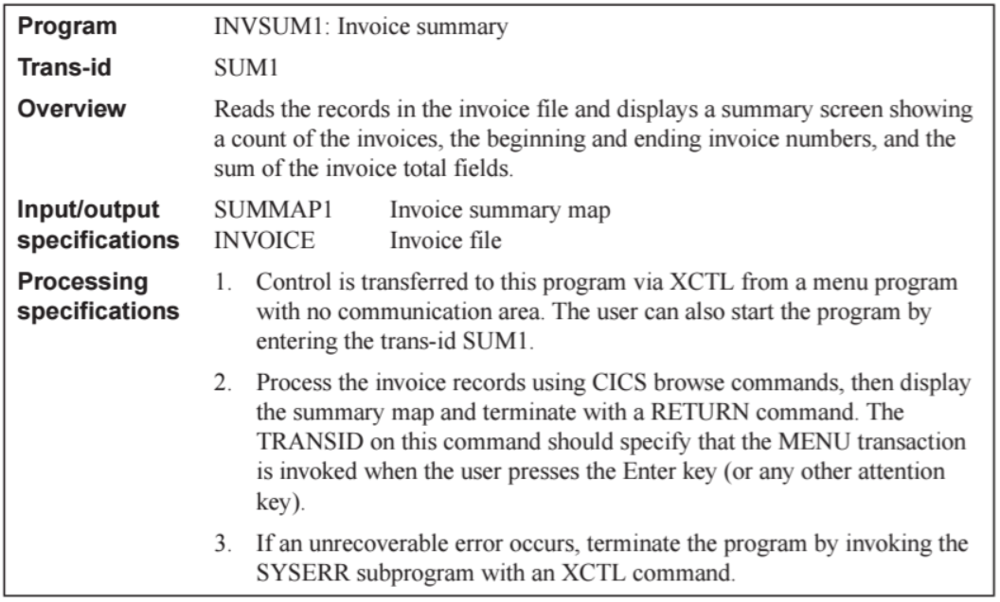 Program INVSUM1: Invoice summary
Trans-id SUM1
Overview Reads the records in the invoice file and displays a summary screen showing
a count of the invoices, the beginning and ending invoice numbers, and the
sum of the invoice total fields.
Input/output SUMMAP1 Invoice summary map
specifications INVOICE Invoice file
Processing 1. Control is transferred to this program via XCTL from a menu program
specifications with no communication area. The user can also start the program by
entering the trans-id SUM1.
2. Process the invoice records using CICS browse commands, then display
the summary map and terminate with a RETURN command. The
TRANSID on this command should specify that the MENU transaction
is invoked when the user presses the Enter key (or any other attention
key).
3. If an unrecoverable error occurs, terminate the program by invoking the
SYSERR subprogram with an XCTL command.